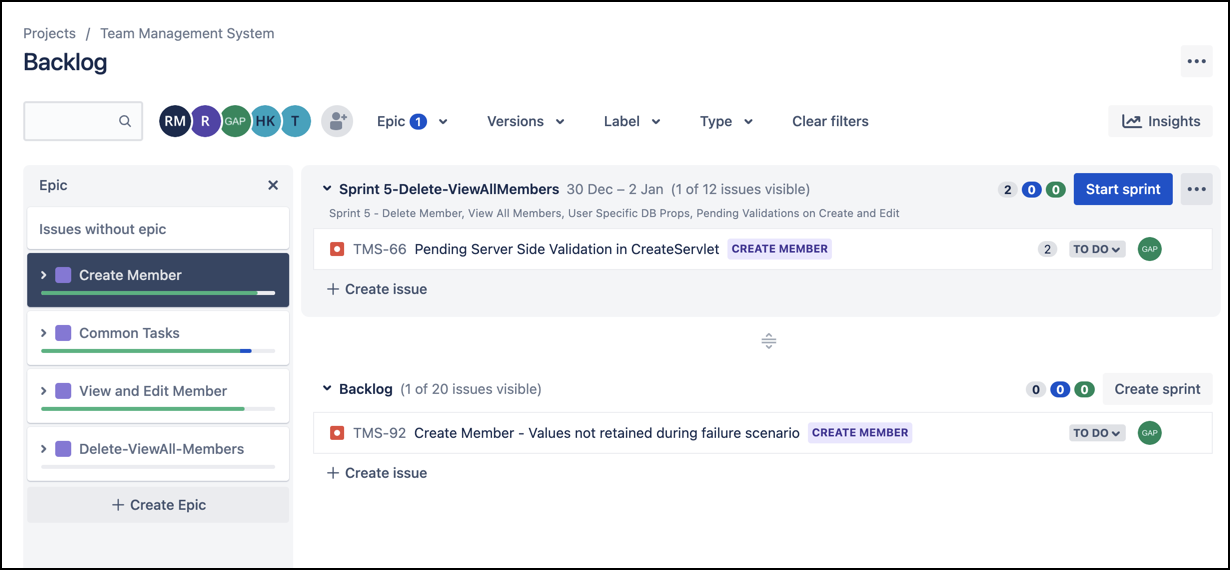 Projects / Team Management System
Backlog
RM R GAP HK T Epic 1 Versions Label Type Clear filters Insights
Epic
Issues without epic
Create Member
Common Tasks
View and Edit Member
Delete-ViewAll-Members
+ Create Epic
Sprint 5-Delete-ViewAllMembers 30 Dec – 2 Jan (1 of 12 issues visible) 2 0 0 Start sprint
Sprint 5 - Delete Member, View All Members, User Specific DB Props, Pending Validations on Create and Edit
TMS-66 Pending Server Side Validation in CreateServlet CREATE MEMBER 2 TO DO GAP
+ Create issue
Backlog (1 of 20 issues visible) 0 0 0 Create sprint
TMS-92 Create Member - Values not retained during failure scenario CREATE MEMBER TO DO GAP
+ Create issue